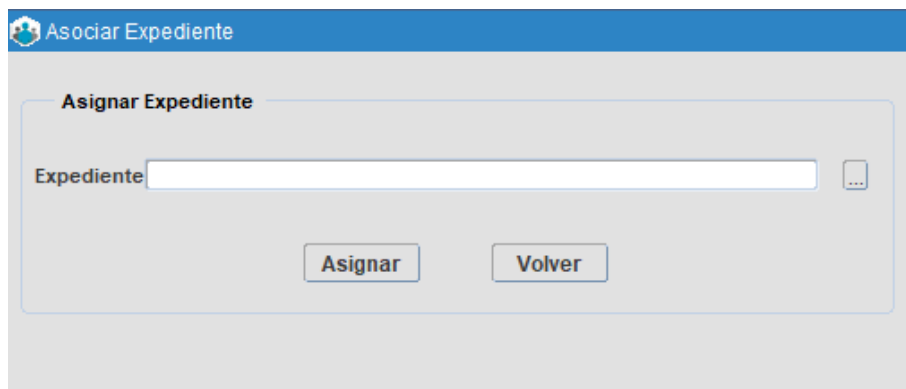 Asociar Expediente
Asignar Expediente
Expediente ...
Asignar Volver